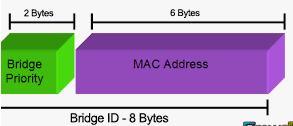 2 Bytes
6 Bytes
Bridge
Priority
MAC Address
Bridge ID - 8 Bytes